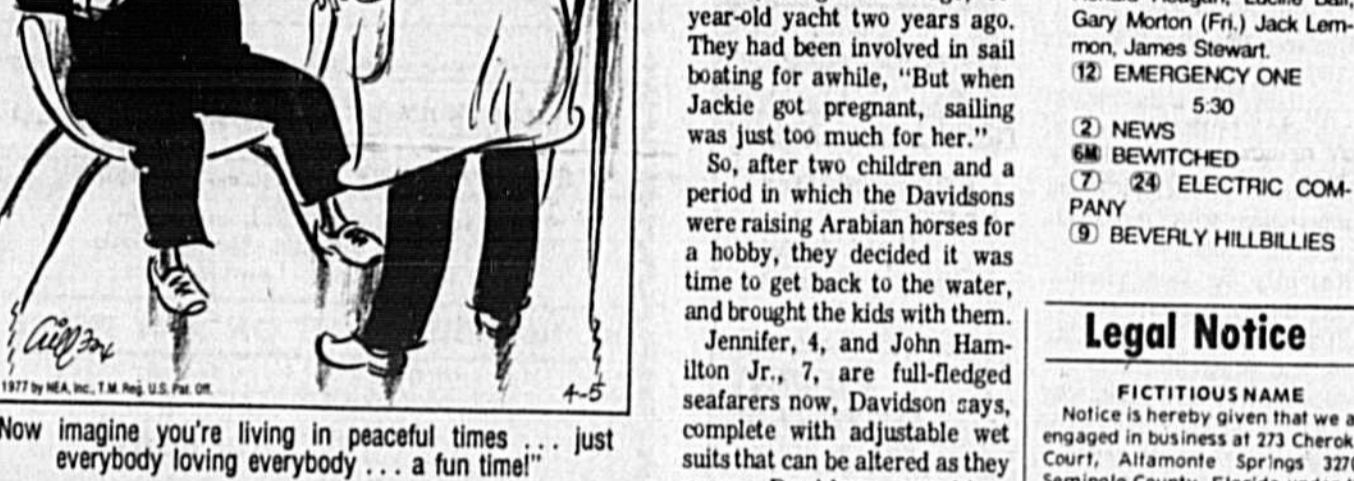 1977 by NEA, Inc., T.M. Reg. U.S. Pat. Off.
4-5
Now imagine you're living in peaceful times . . . just
everybody loving everybody . . . a fun time!"
year-old yacht two years ago.
They had been involved in sail
boating for awhile, "But when
Jackie got pregnant, sailing
was just too much for her."
So, after two children and a
period in which the Davidsons
were raising Arabian horses for
a hobby, they decided it was
time to get back to the water,
and brought the kids with them.
Jennifer, 4, and John Ham-
ilton Jr., 7, are full-fledged
seafarers now, Davidson says,
complete with adjustable wet
suits that can be altered as they
Gary Morton (Fri.) Jack Lem-
mon, James Stewart.
12 EMERGENCY ONE
5:30
2 NEWS
6 BEWITCHED
7 24 ELECTRIC COM-
PANY
9 BEVERLY HILLBILLIES
Legal Notice
FICTITIOUS NAME
Notice is hereby given that we a
engaged in business at 273 Cherok
Court, Altamonte Springs 327